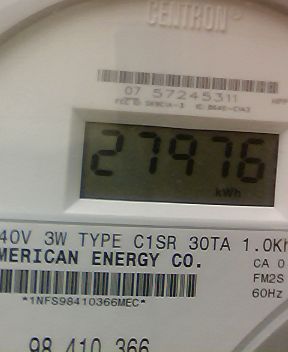 CENTRON®
07 57245311
27976
kWh
40V 3W TYPE C1SR 30TA 1.0Kh
MERICAN ENERGY CO.
CA 0
FM2S
60Hz
*1NFS98410366MEC*
98 410 366